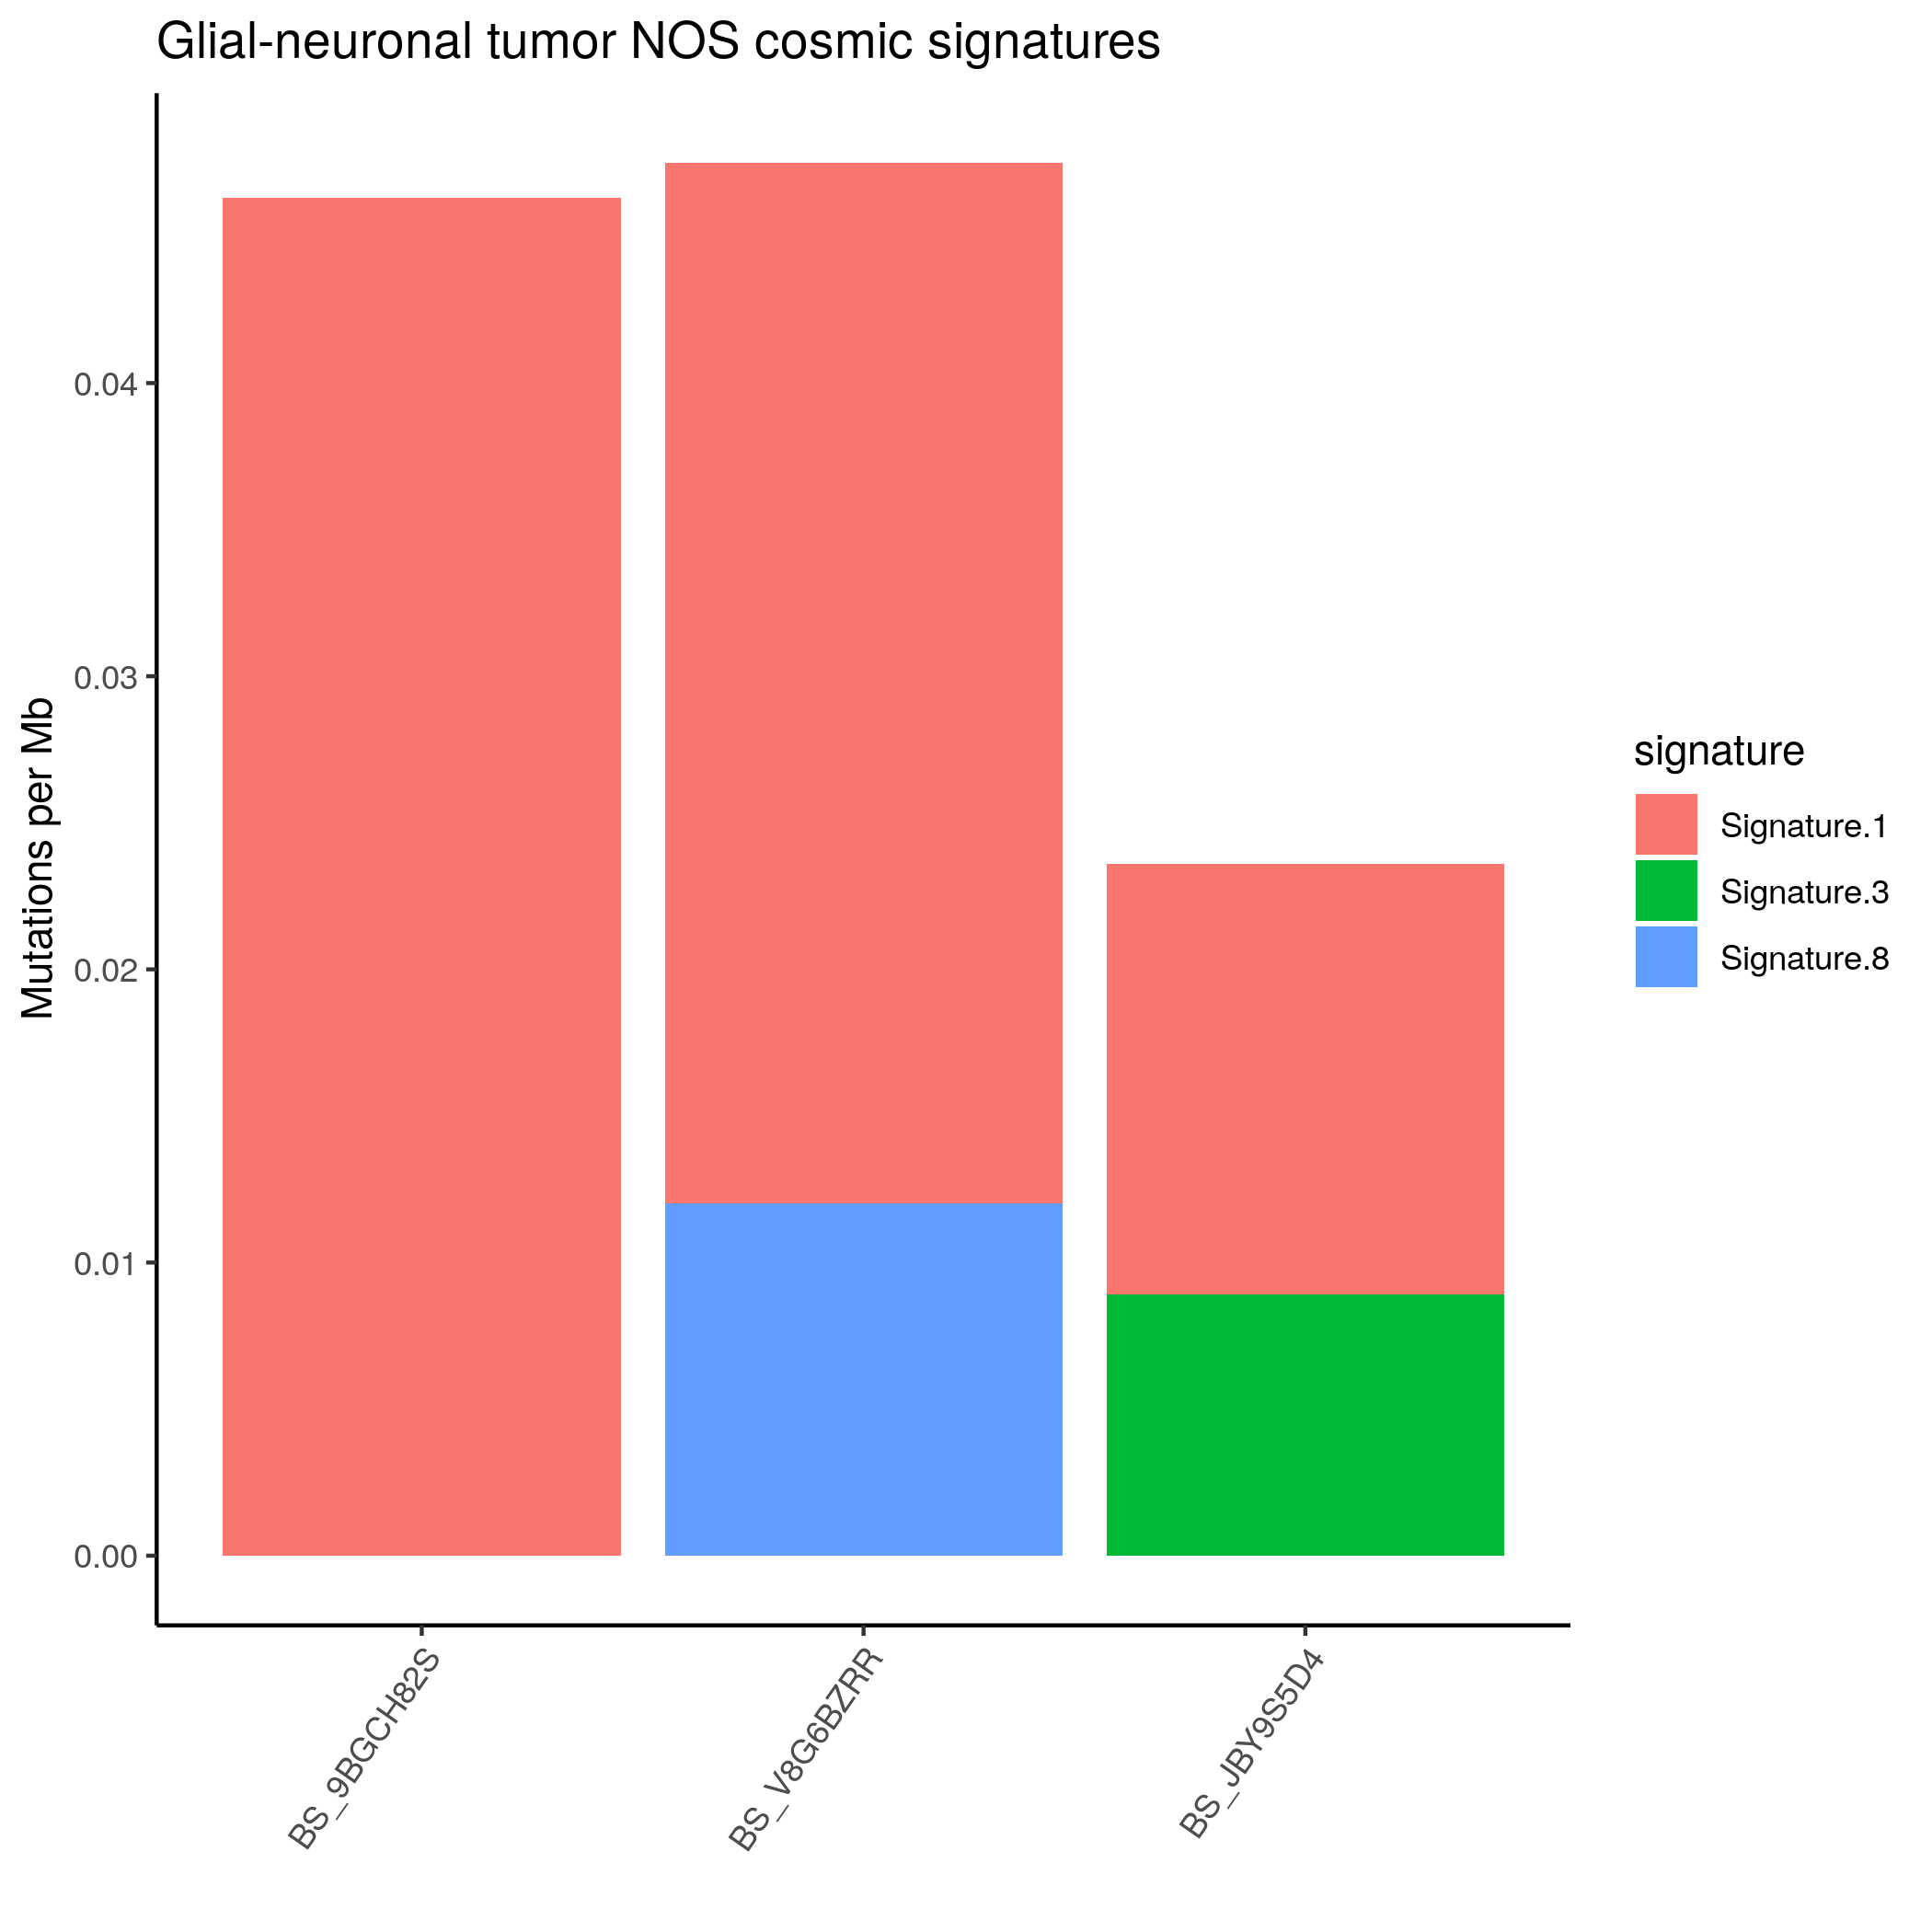 Glial-neuronal tumor NOS cosmic signatures
Mutations per Mb
0.04
0.03
0.02
0.01
0.00
BS_9BGCH82S
BS_V8G6BZRR
BS_JBY9S5D4
signature
Signature.1
Signature.3
Signature.8